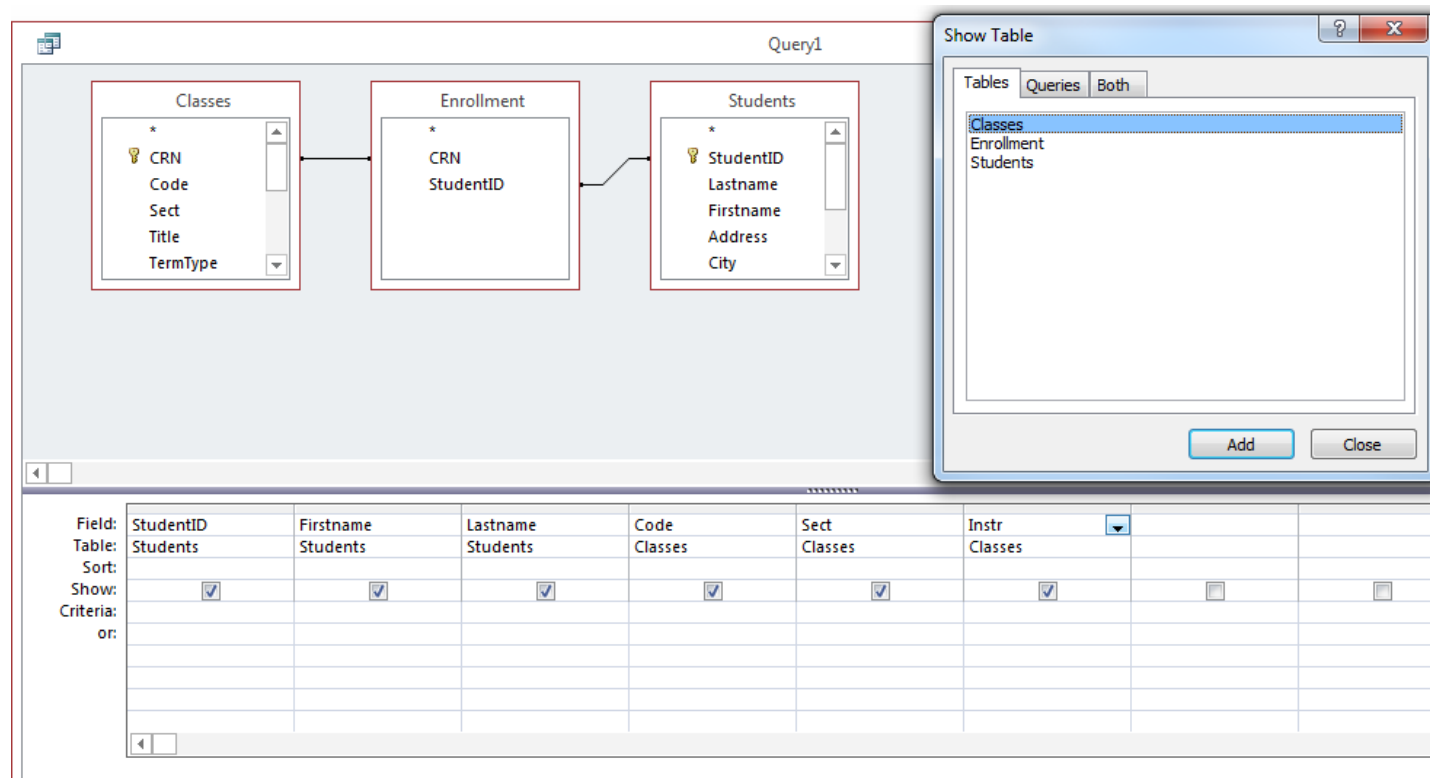 Query1
Classes
*
CRN
Code
Sect
Title
TermType
Enrollment
*
CRN
StudentID
Students
*
StudentID
Lastname
Firstname
Address
City
Show Table
Tables Queries Both
Classes
Enrollment
Students
Add Close
Field: StudentID Firstname Lastname Code Sect Instr
Table: Students Students Students Classes Classes Classes
Sort:
Show:
Criteria:
or: